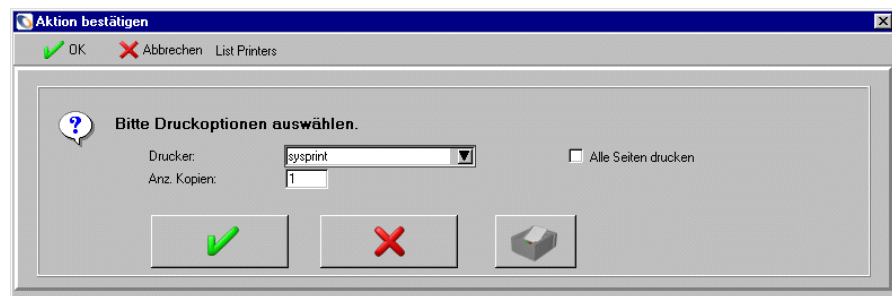 Aktion bestätigen
OK Abbrechen List Printers
? Bitte Druckoptionen auswählen.
Drucker: sysprint Alle Seiten drucken
Anz. Kopien: 1